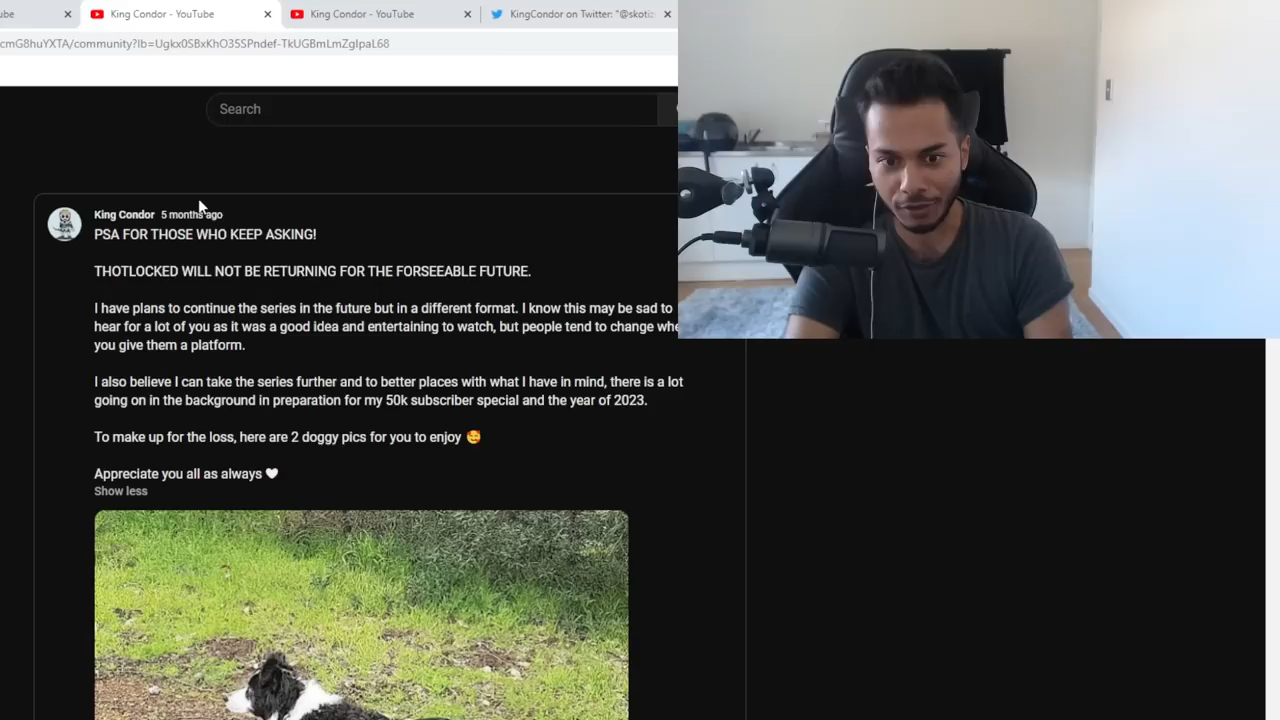 ube
King Condor - YouTube
King Condor - YouTube
KingCondor on Twitter: "@skotiz
cmG8huYXTA/community?lb=Ugkx0SBxKhO35SPndef-TkUGBmLmZgIpaL68
Search
King Condor 5 months ago
PSA FOR THOSE WHO KEEP ASKING!
THOTLOCKED WILL NOT BE RETURNING FOR THE FORSEEABLE FUTURE.
I have plans to continue the series in the future but in a different format. I know this may be sad to
hear for a lot of you as it was a good idea and entertaining to watch, but people tend to change whe
you give them a platform.
I also believe I can take the series further and to better places with what I have in mind, there is a lot
going on in the background in preparation for my 50k subscriber special and the year of 2023.
To make up for the loss, here are 2 doggy pics for you to enjoy 🥰
Appreciate you all as always 🤍
Show less